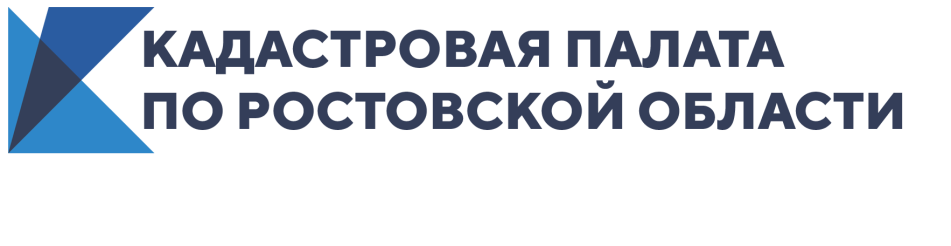 КАДАСТРОВАЯ ПАЛАТА
ПО РОСТОВСКОЙ ОБЛАСТИ